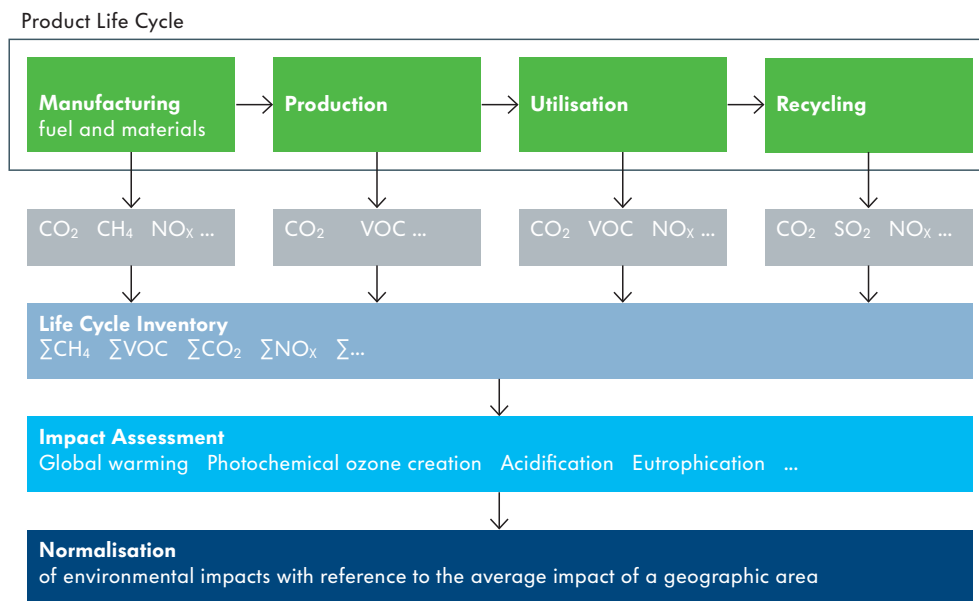 Product Life Cycle
Manufacturing
fuel and materials
Production
Utilisation
Recycling
CO₂ CH₄ NOₓ ...
CO₂ VOC ...
CO₂ VOC NOₓ ...
CO₂ SO₂ NOₓ ...
Life Cycle Inventory
∑CH₄ ∑VOC ∑CO₂ ∑NOₓ ∑...
Impact Assessment
Global warming Photochemical ozone creation Acidification Eutrophication ...
Normalisation
of environmental impacts with reference to the average impact of a geographic area